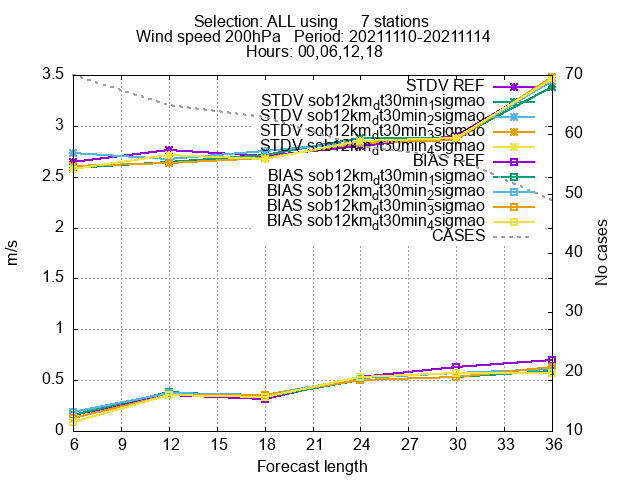 Selection: ALL using 7 stations
Wind speed 200hPa Period: 20211110-20211114
Hours: 00,06,12,18
3.5
3
2.5
2
1.5
1
0.5
0
m/s
70
60
50
40
30
20
10
No cases
STDV REF
STDV sob12km_dt30min_1sigmao
STDV sob12km_dt30min_2sigmao
STDV sob12km_dt30min_3sigmao
STDV sob12km_dt30min_4sigmao
BIAS REF
BIAS sob12km_dt30min_1sigmao
BIAS sob12km_dt30min_2sigmao
BIAS sob12km_dt30min_3sigmao
BIAS sob12km_dt30min_4sigmao
CASES
6 9 12 15 18 21 24 27 30 33 36
Forecast length